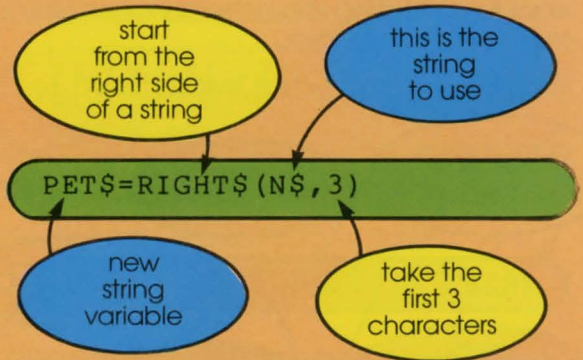 start
from the
right side
of a string
this is the
string
to use
PET$=RIGHT$(N$,3)
new
string
variable
take the
first 3
characters